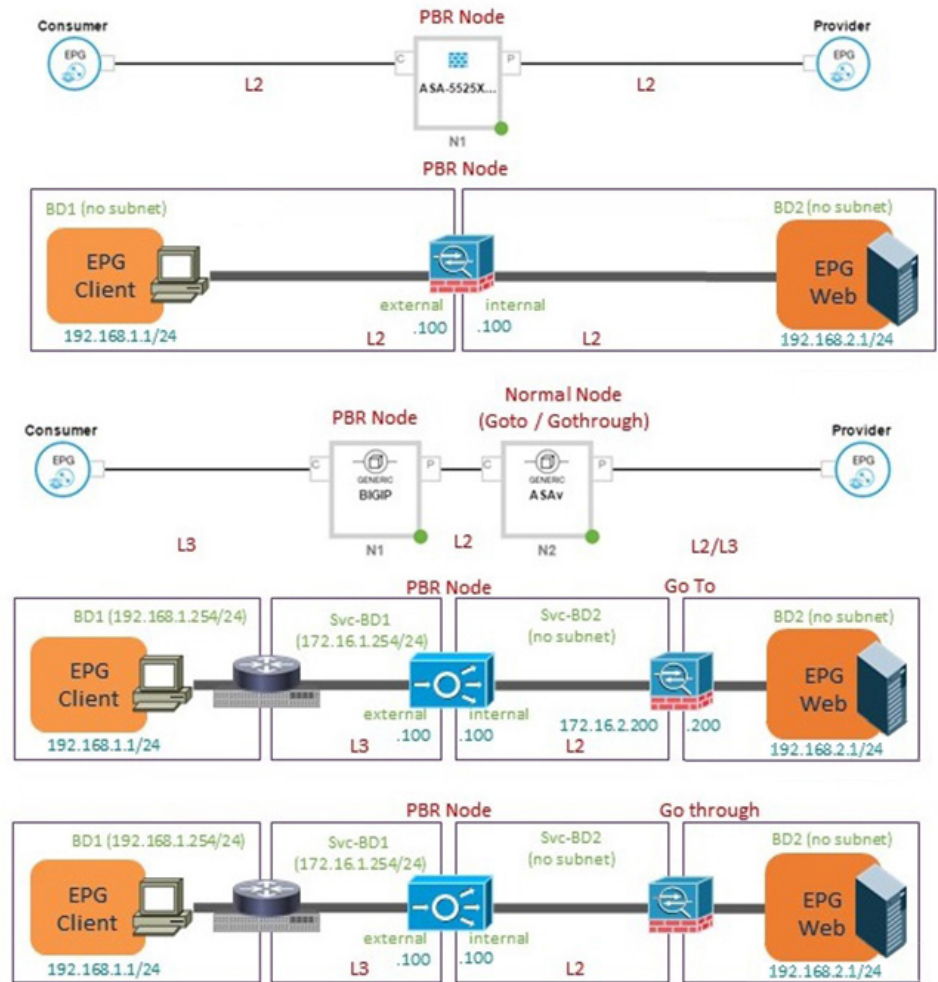 PBR Node
Consumer
Provider
EPG
C
P
EPG
ASA-5525X...
L2
L2
N1
PBR Node
BD1 (no subnet)
BD2 (no subnet)
EPG
Client
EPG
Web
external
internal
192.168.1.1/24
L2
.100
.100
L2
192.168.2.1/24
Normal Node
(Goto / Gothrough)
PBR Node
Consumer
Provider
EPG
C
GENERIC
BIGIP
P
C
GENERIC
ASAv
P
EPG
L3
N1
L2
N2
L2/L3
PBR Node
Go To
BD1 (192.168.1.254/24)
Svc-BD1
(172.16.1.254/24)
Svc-BD2
(no subnet)
BD2 (no subnet)
EPG
Client
EPG
Web
external
internal
192.168.1.1/24
L3
.100
.100
L2
172.16.2.200
.200
192.168.2.1/24
PBR Node
Go through
BD1 (192.168.1.254/24)
Svc-BD1
(172.16.1.254/24)
Svc-BD2
(no subnet)
BD2 (no subnet)
EPG
Client
EPG
Web
external
internal
192.168.1.1/24
L3
.100
.100
L2
192.168.2.1/24